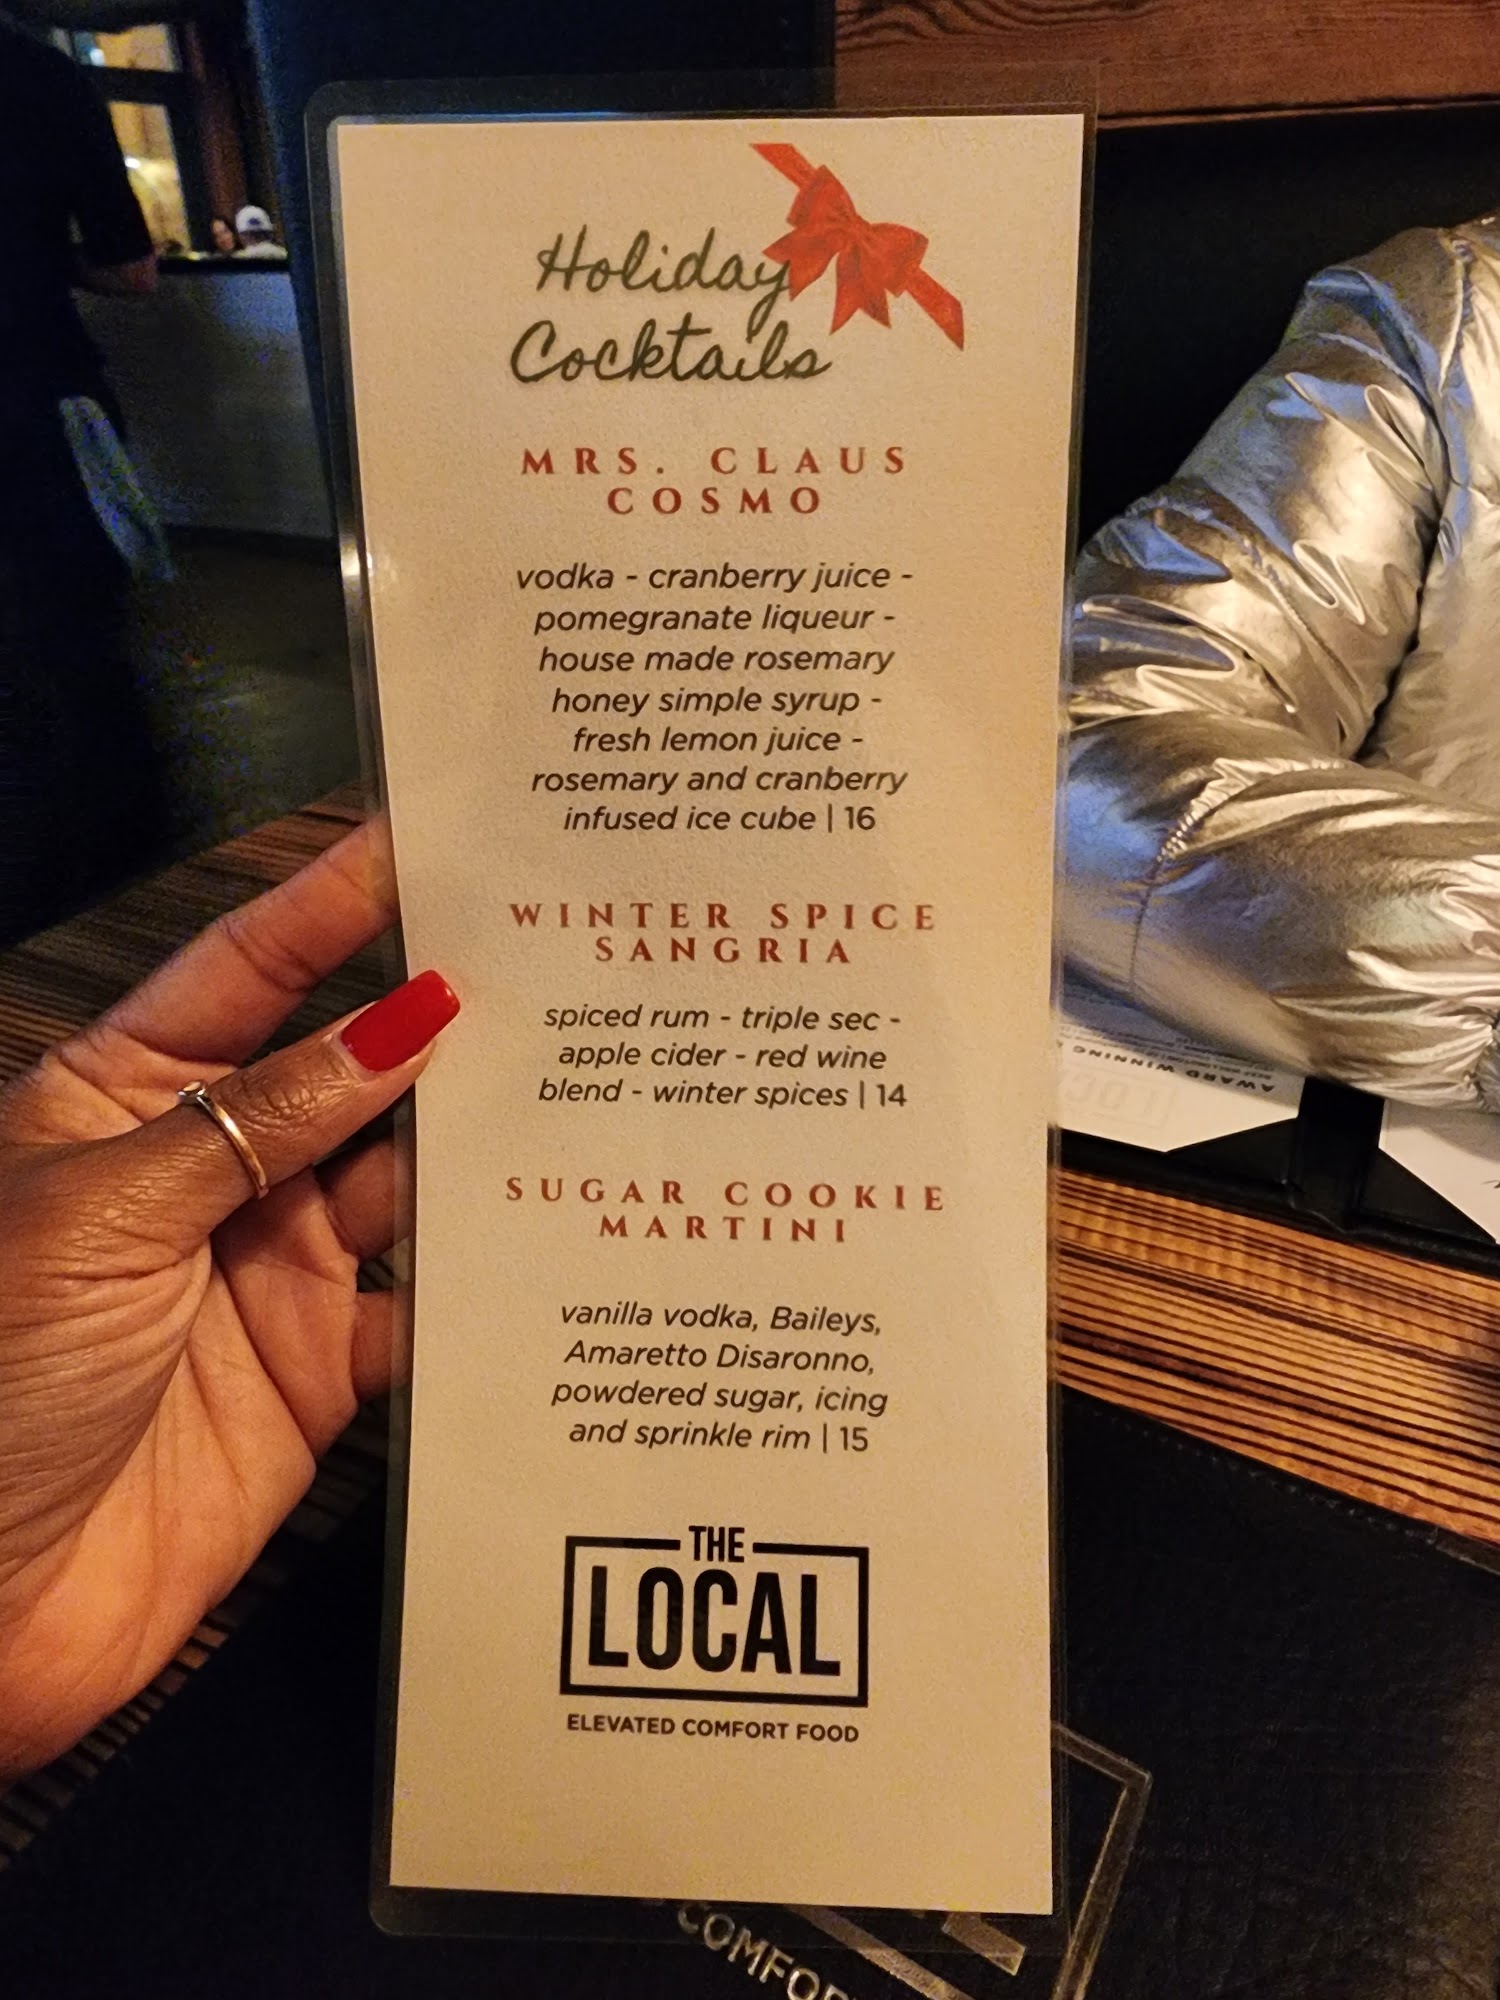 Holiday
Cocktails
MRS. CLAUS
COSMO
vodka - cranberry juice -
pomegranate liqueur -
house made rosemary
honey simple syrup -
fresh lemon juice -
rosemary and cranberry
infused ice cube | 16
WINTER SPICE
SANGRIA
spiced rum - triple sec -
apple cider - red wine
blend - winter spices | 14
SUGAR COOKIE
MARTINI
vanilla vodka, Baileys,
Amaretto Disaronno,
powdered sugar, icing
and sprinkle rim | 15
THE
LOCAL
ELEVATED COMFORT FOOD
AWARD WINNING
COMFOR